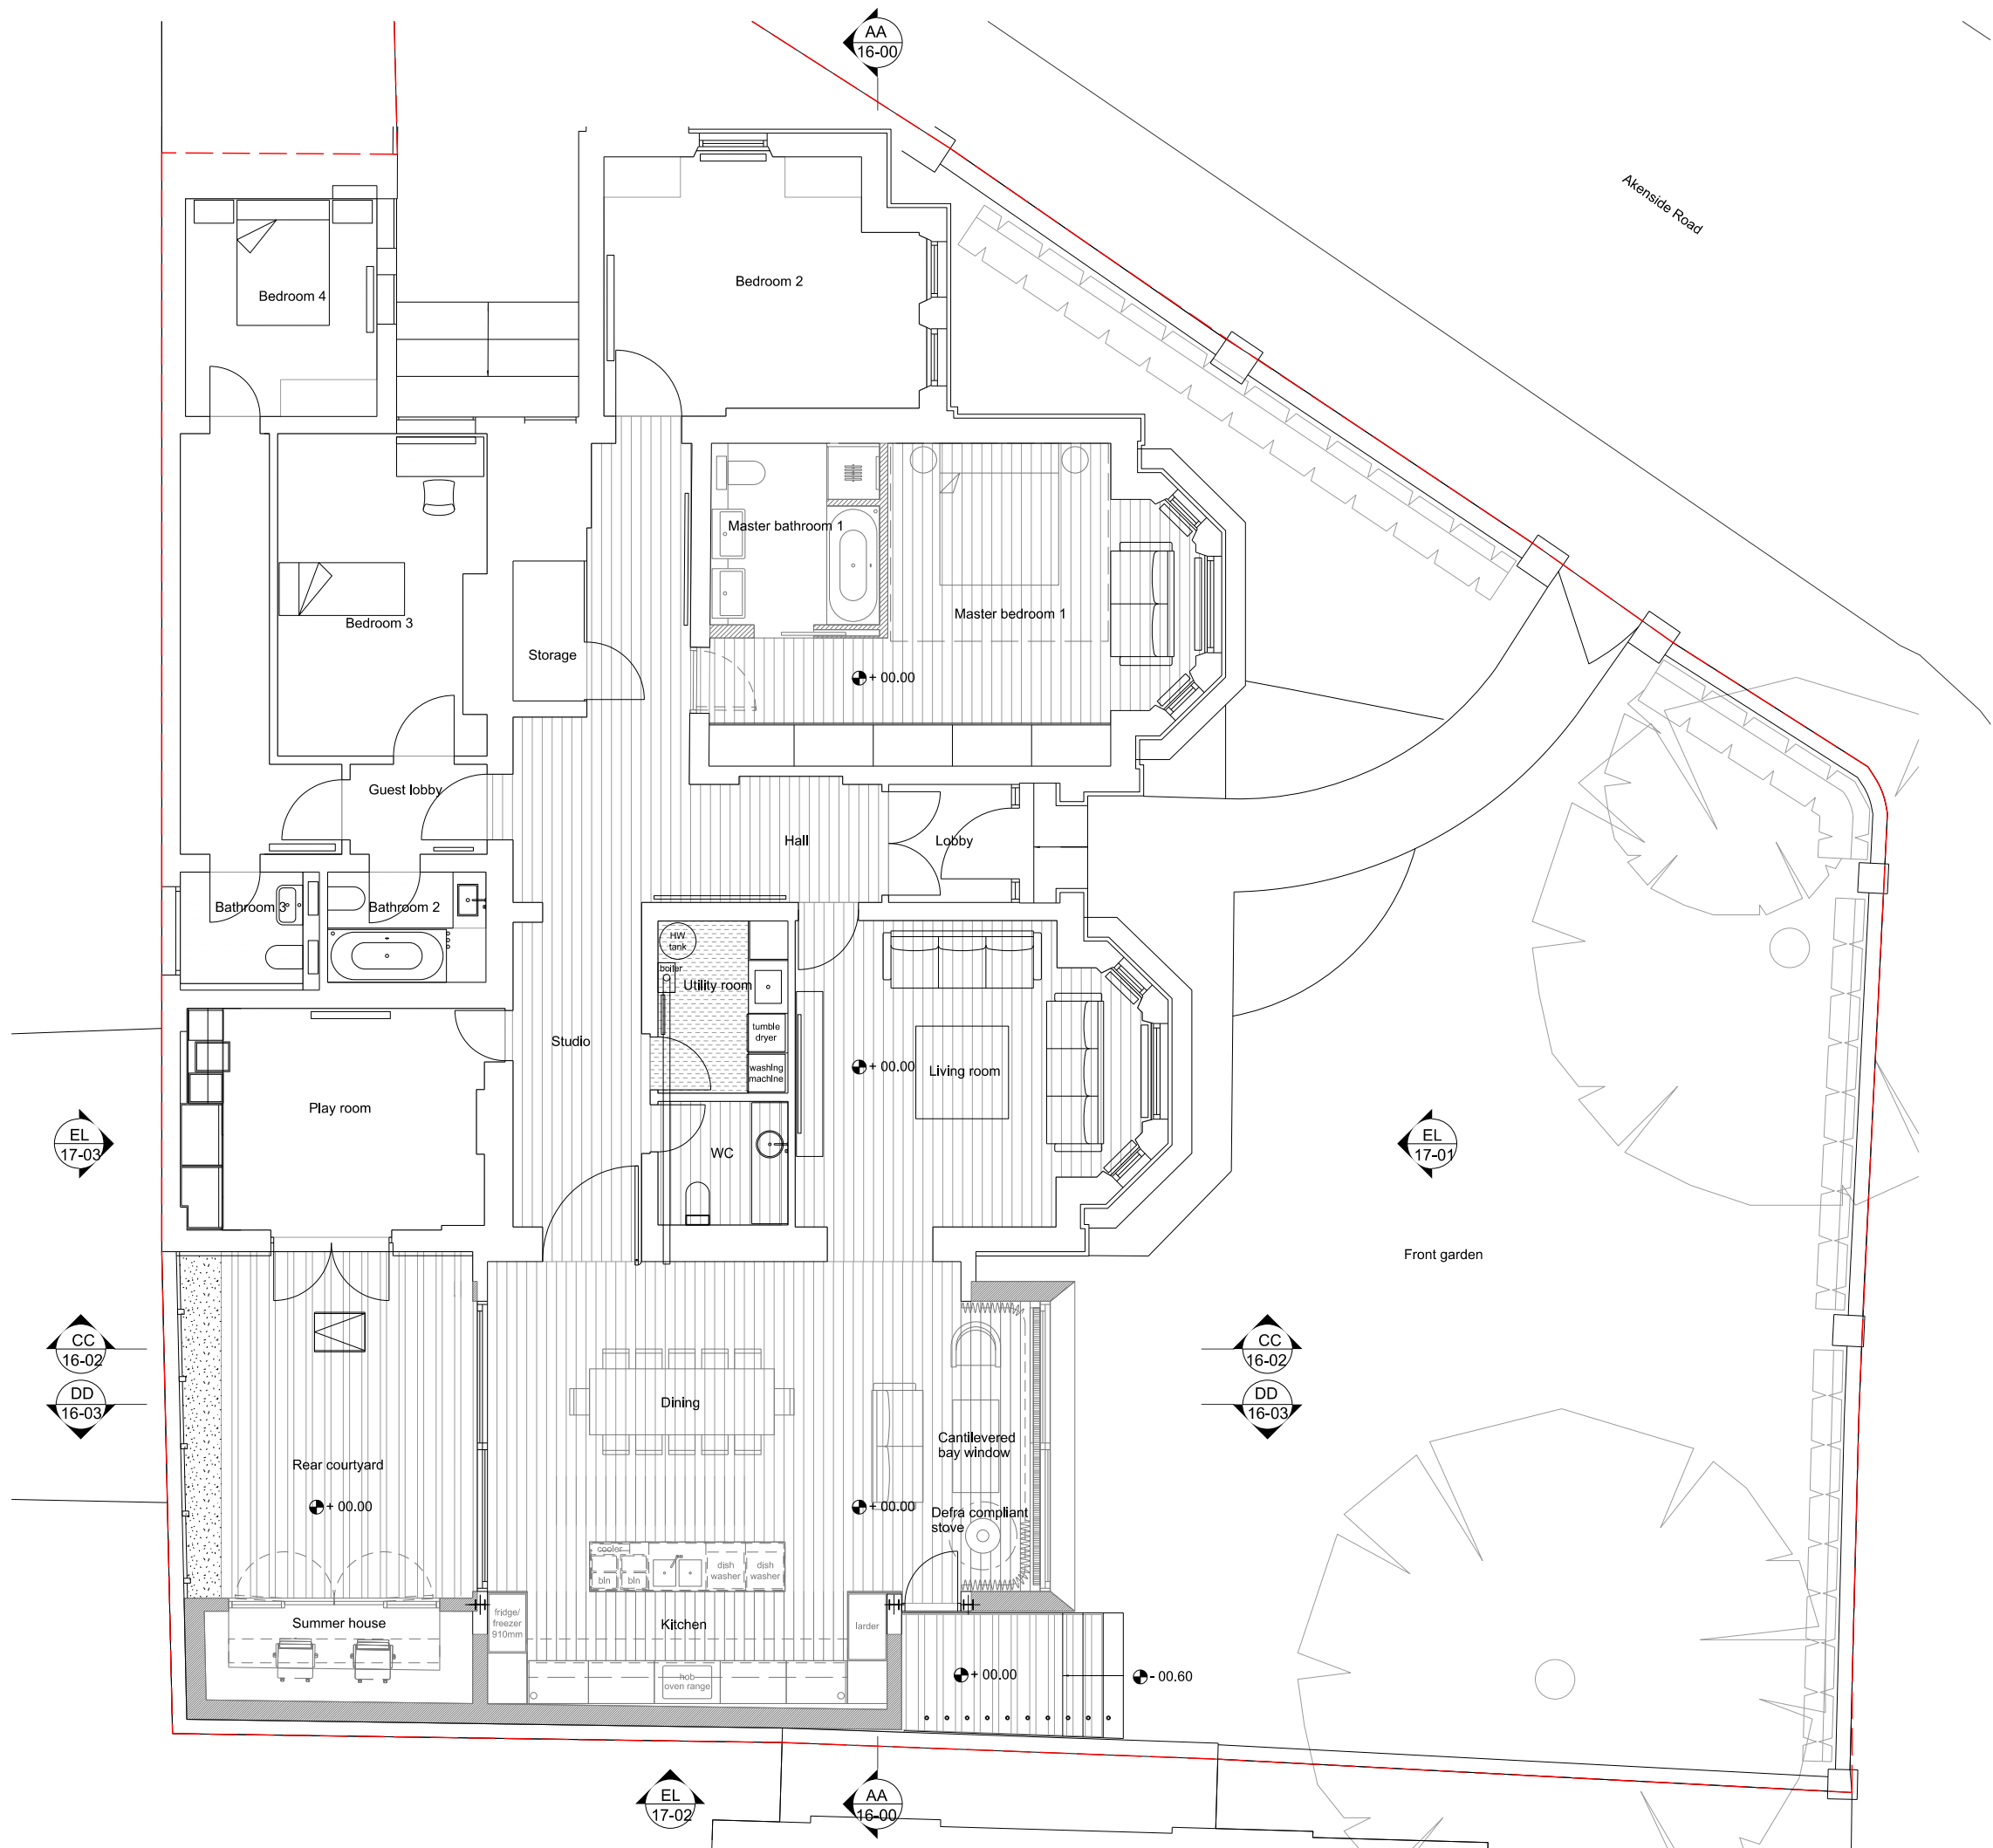 AA
16-00
Akenside Road
Bedroom 4
Bedroom 2
Master bathroom 1
Master bedroom 1
Bedroom 3
Storage
+ 00.00
Guest lobby
Hall
Lobby
Bathroom 3
Bathroom 2
HW
tank
boiler
Utility room
tumble
dryer
washing
machine
Studio
+ 00.00
Living room
Play room
EL
17-03
WC
EL
17-01
Front garden
CC
16-02
DD
16-03
CC
16-02
DD
16-03
Dining
Cantilevered
bay window
Rear courtyard
+ 00.00
+ 00.00
Defra compliant
stove
cooler
bin
bin
dish
washer
dish
washer
Summer house
fridge/
freezer
910mm
Kitchen
larder
hob
oven range
+ 00.00
- 00.60
EL
17-02
AA
16-00